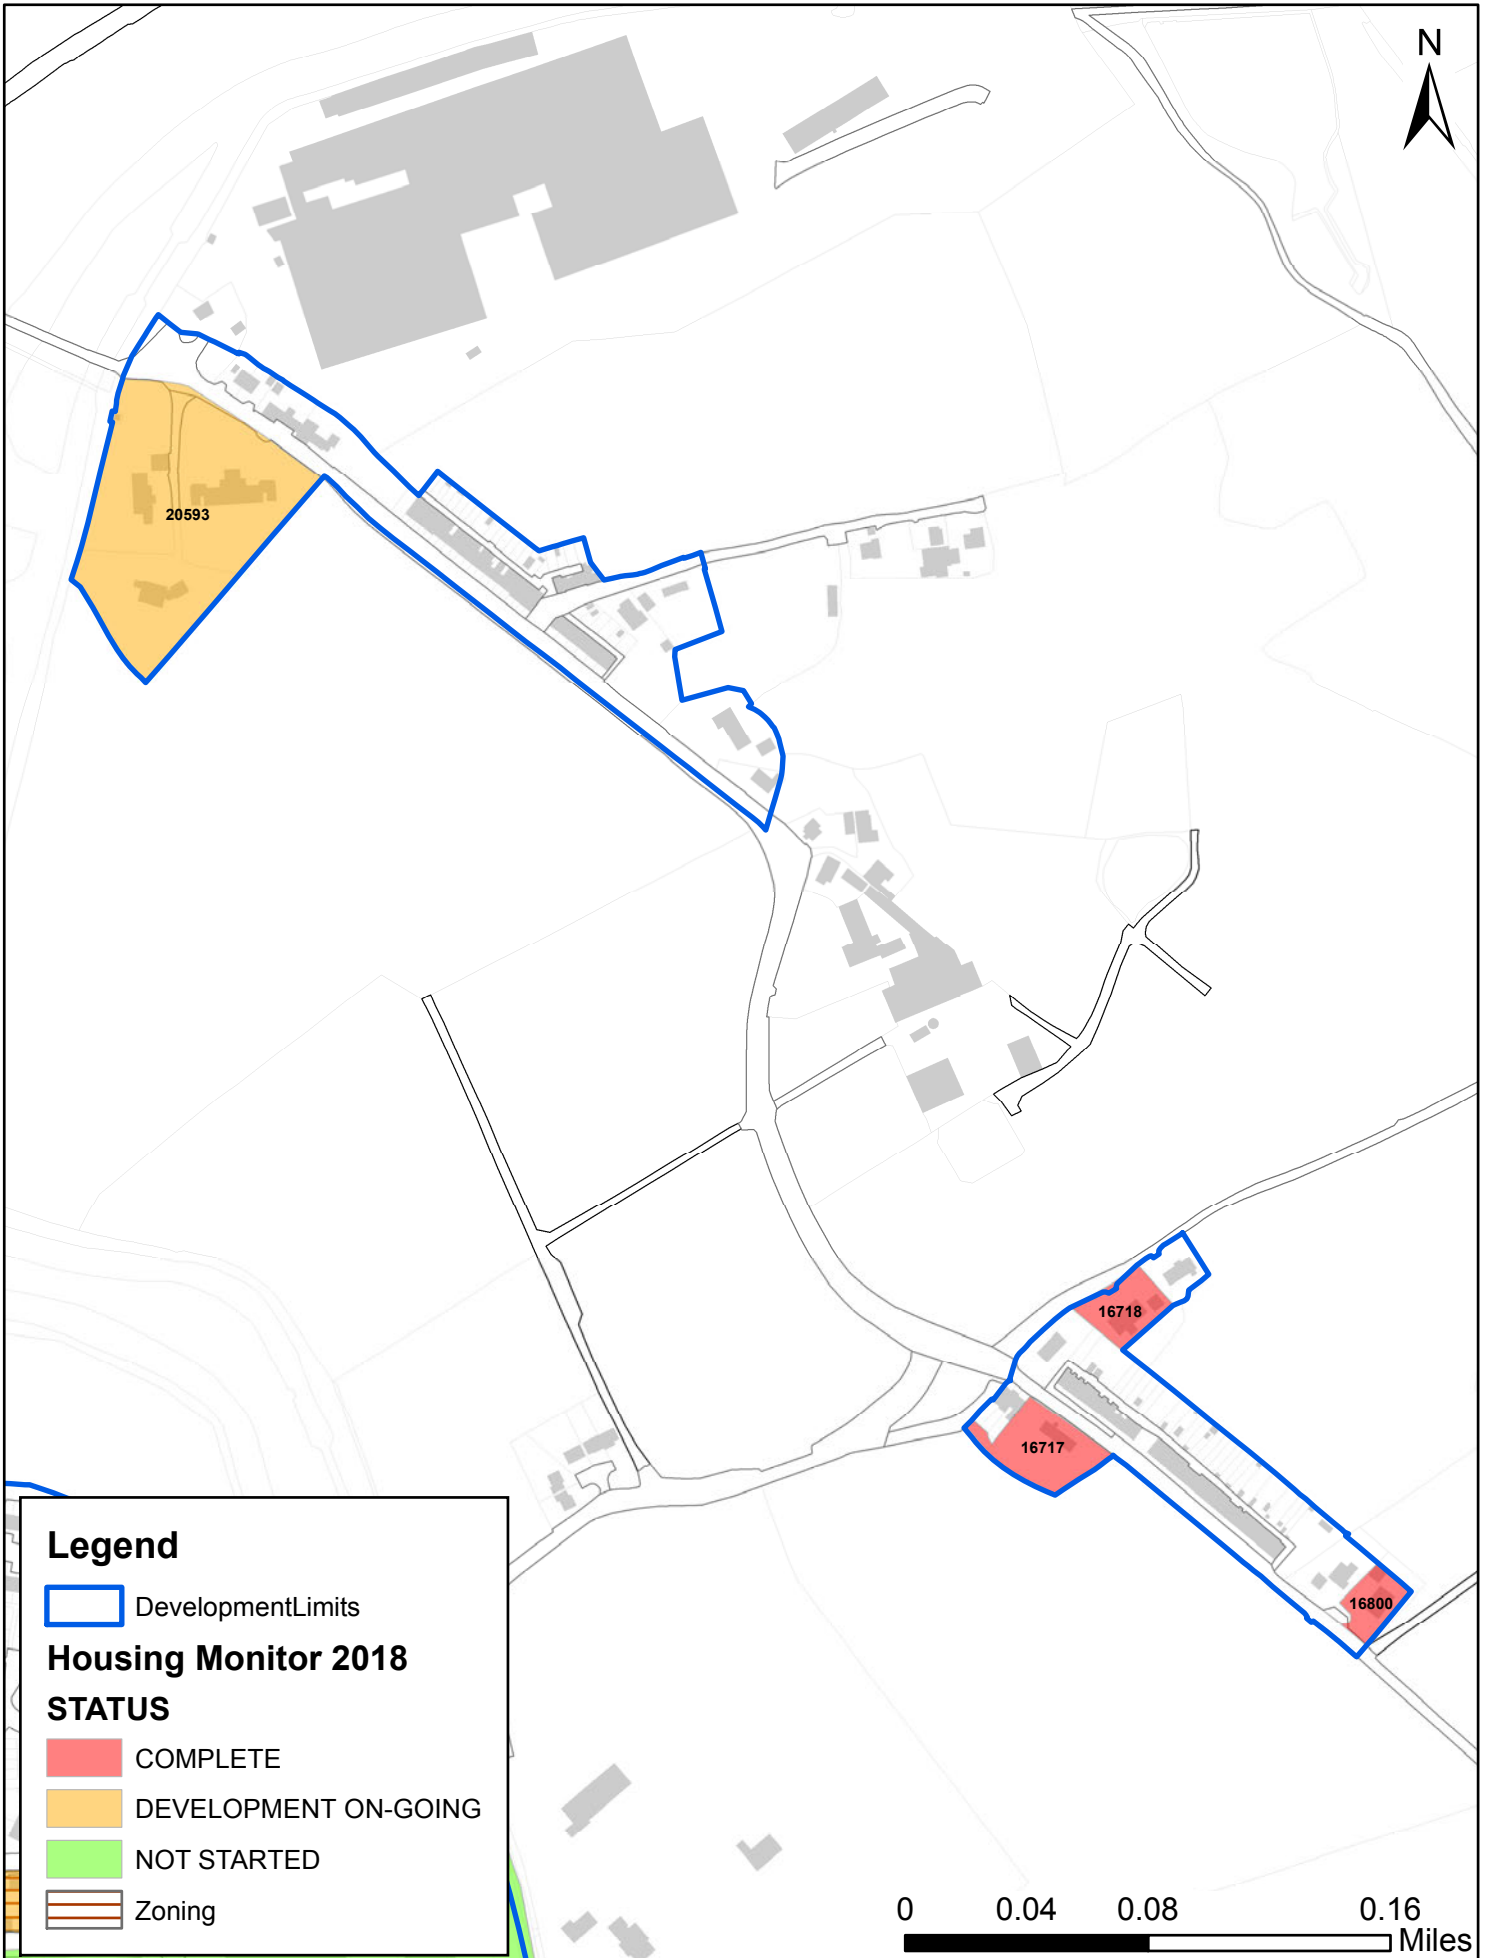 N
20593
16718
16717
16800
Legend
DevelopmentLimits
Housing Monitor 2018
STATUS
COMPLETE
DEVELOPMENT ON-GOING
NOT STARTED
Zoning
0 0.04 0.08 0.16
Miles